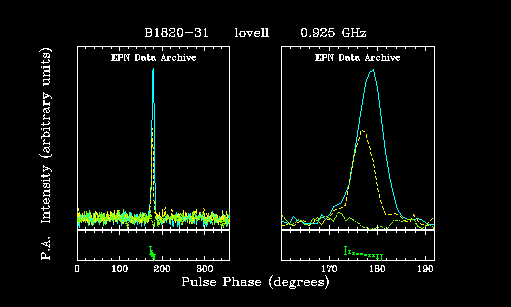 B1820-31 lovell 0.925 GHz
EPN Data Archive EPN Data Archive
Intensity (arbitrary units)
P.A.
0 100 200 300 170 180 190
Pulse Phase (degrees)